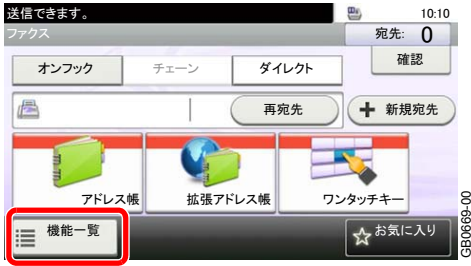 送信できます。
10:10
ファクス
宛先: 0
オンフック
チェーン
ダイレクト
確認
再宛先
新規宛先
アドレス帳
拡張アドレス帳
ワンタッチキー
機能一覧
お気に入り
GB0669-00